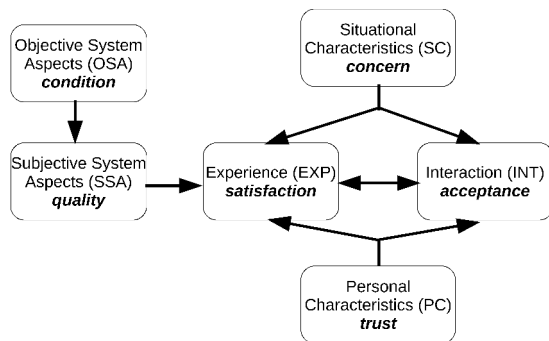 Objective System
Aspects (OSA)
condition
Situational
Characteristics (SC)
concern
Subjective System
Aspects (SSA)
quality
Experience (EXP)
satisfaction
Interaction (INT)
acceptance
Personal
Characteristics (PC)
trust